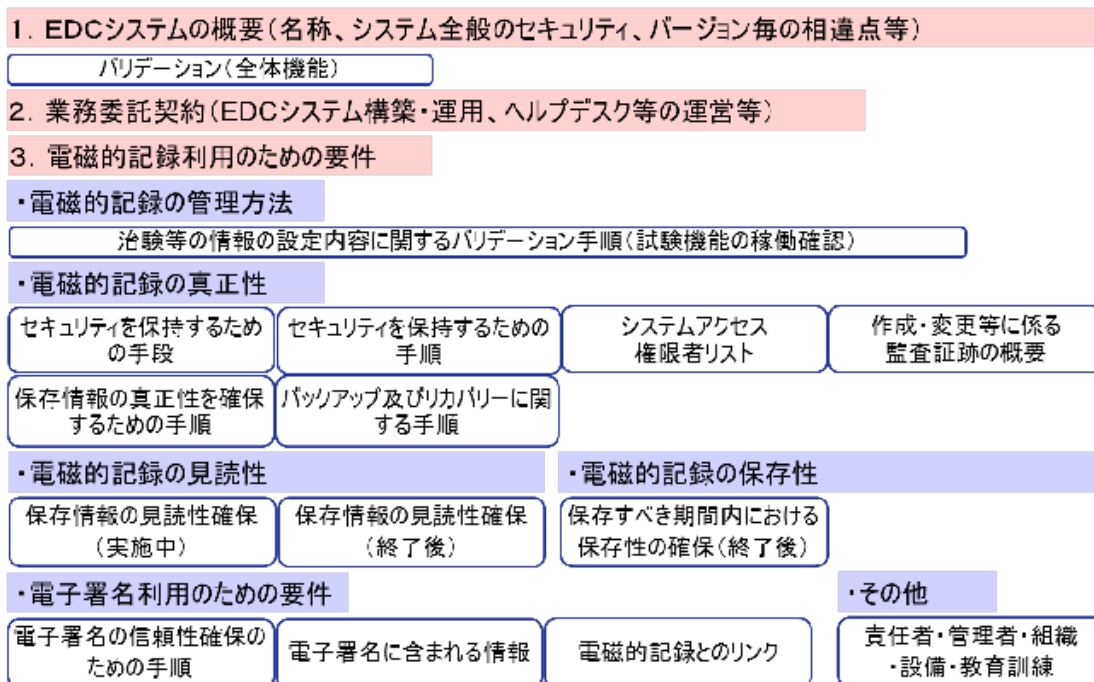 1. EDCシステムの概要(名称、システム全般のセキュリティ、バージョン毎の相違点等)
バリデーション(全体機能)
2. 業務委託契約(EDCシステム構築・運用、ヘルプデスク等の運営等)
3. 電磁的記録利用のための要件
・電磁的記録の管理方法
治験等の情報の設定内容に関するバリデーション手順(試験機能の稼働確認)
・電磁的記録の真正性
セキュリティを保持するため
の手段
セキュリティを保持するための
手順
システムアクセス
権限者リスト
作成・変更等に係る
監査証跡の概要
保存情報の真正性を確保
するための手順
バックアップ及びリカバリーに関
する手順
・電磁的記録の見読性
・電磁的記録の保存性
保存情報の見読性確保
(実施中)
保存情報の見読性確保
(終了後)
保存すべき期間内における
保存性の確保(終了後)
・電子署名利用のための要件
・その他
電子署名の信頼性確保の
ための手順
電子署名に含まれる情報
電磁的記録とのリンク
責任者・管理者・組織
・設備・教育訓練